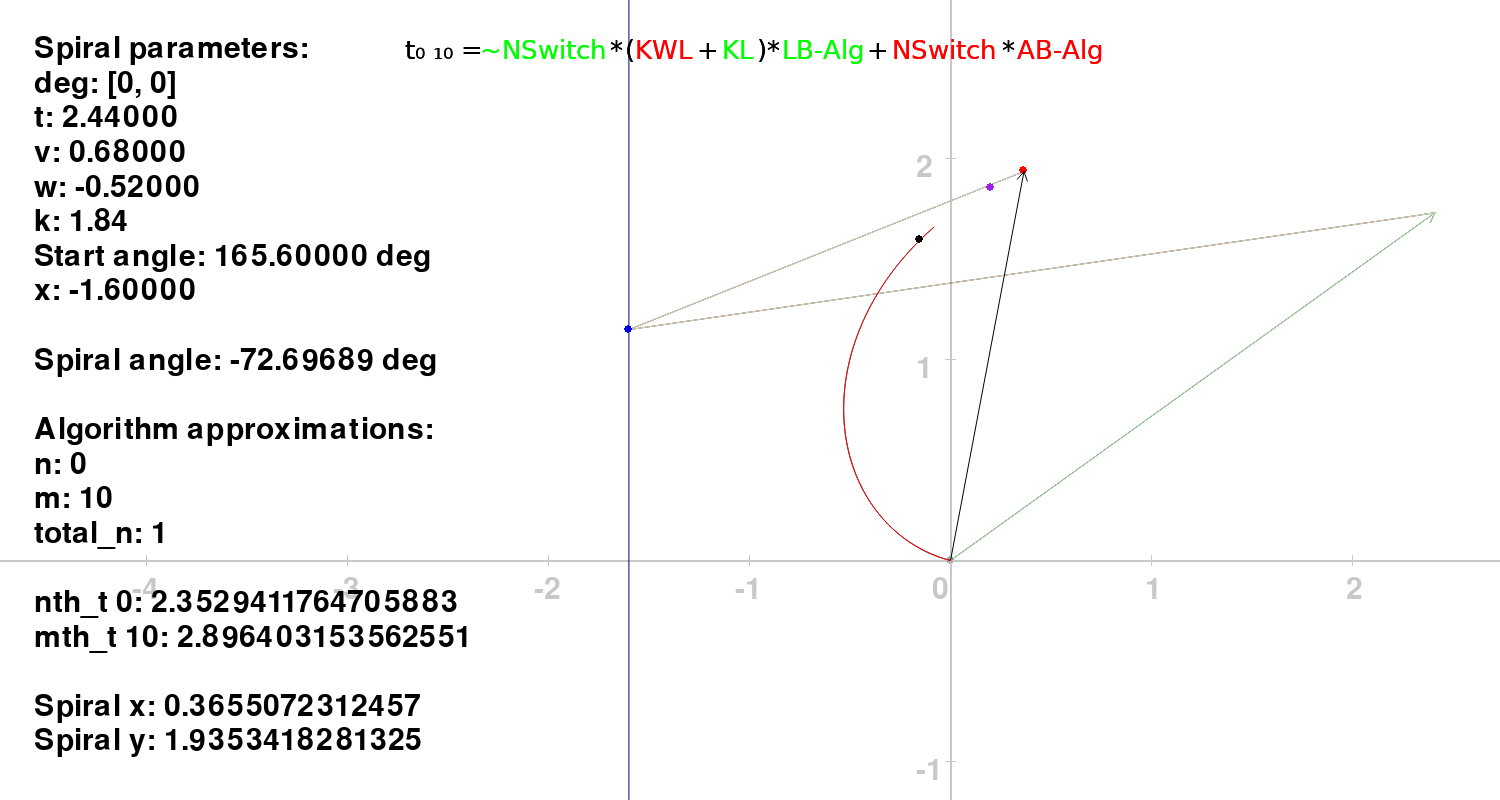 Spiral parameters:
t₀ ₁₀ =~NSwitch*(KWL+KL)*LB-Alg+NSwitch*AB-Alg
deg: [0, 0]
t: 2.44000
v: 0.68000
w: -0.52000
k: 1.84
Start angle: 165.60000 deg
x: -1.60000
Spiral angle: -72.69689 deg
Algorithm approximations:
n: 0
m: 10
total_n: 1
nth_t 0: 2.3529411764705883
mth_t 10: 2.896403153562551
Spiral x: 0.3655072312457
Spiral y: 1.9353418281325
2
1
-4 -3 -2 -1 0 1 2
-1